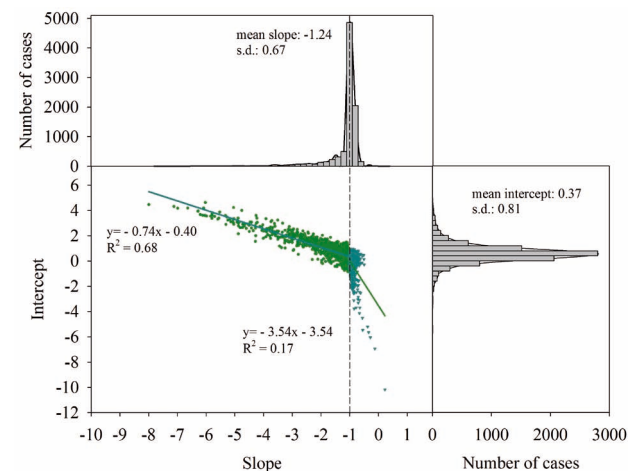 5000
4000
3000
2000
1000
0
Number of cases
mean slope: -1.24
s.d.: 0.67
6
4
2
0
-2
-4
-6
-8
-10
-12
Intercept
y= - 0.74x - 0.40
R² = 0.68
y= - 3.54x - 3.54
R² = 0.17
mean intercept: 0.37
s.d.: 0.81
-10 -9 -8 -7 -6 -5 -4 -3 -2 -1 0 1
Slope
0 1000 2000 3000
Number of cases